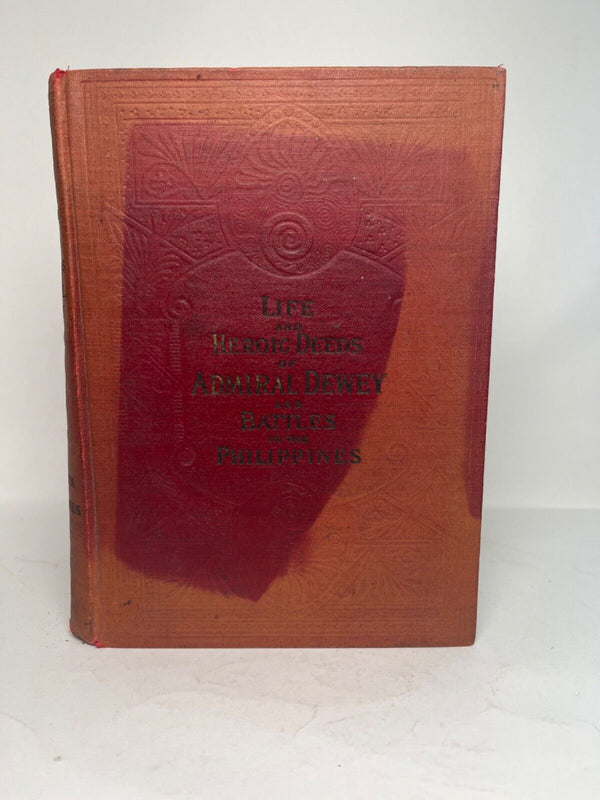 LIFE
AND
HEROIC DEEDS
OF
ADMIRAL DEWEY
AND
BATTLES
IN THE
PHILIPPINES